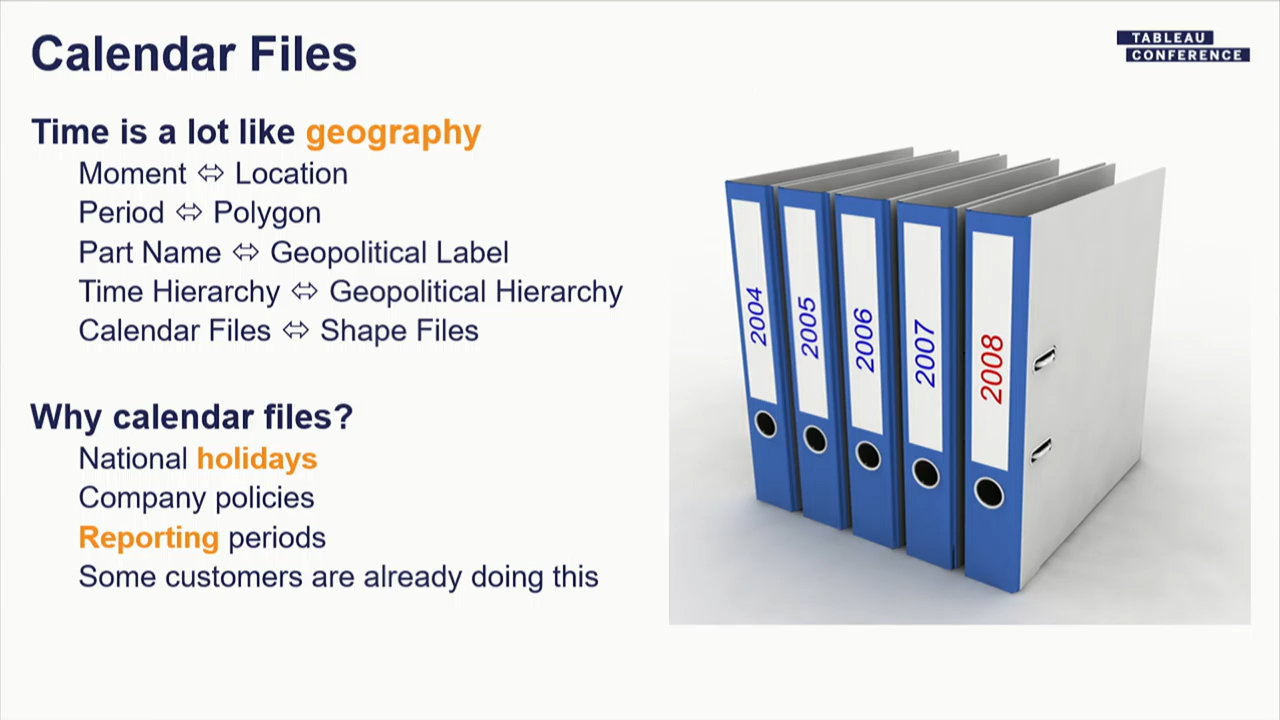 Calendar Files
TABLEAU
CONFERENCE
Time is a lot like geography
Moment ⬄ Location
Period ⬄ Polygon
Part Name ⬄ Geopolitical Label
Time Hierarchy ⬄ Geopolitical Hierarchy
Calendar Files ⬄ Shape Files
Why calendar files?
National holidays
Company policies
Reporting periods
Some customers are already doing this
2004
2005
2006
2007
2008